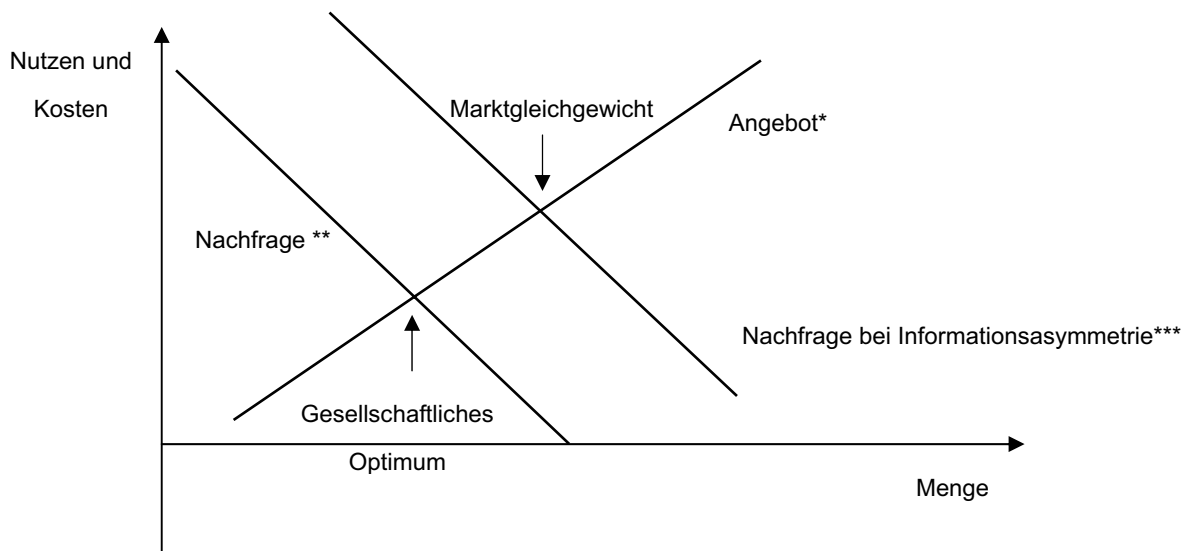 Nutzen und
Kosten
Marktgleichgewicht
Angebot*
Nachfrage **
Nachfrage bei Informationsasymmetrie***
Gesellschaftliches
Optimum
Menge